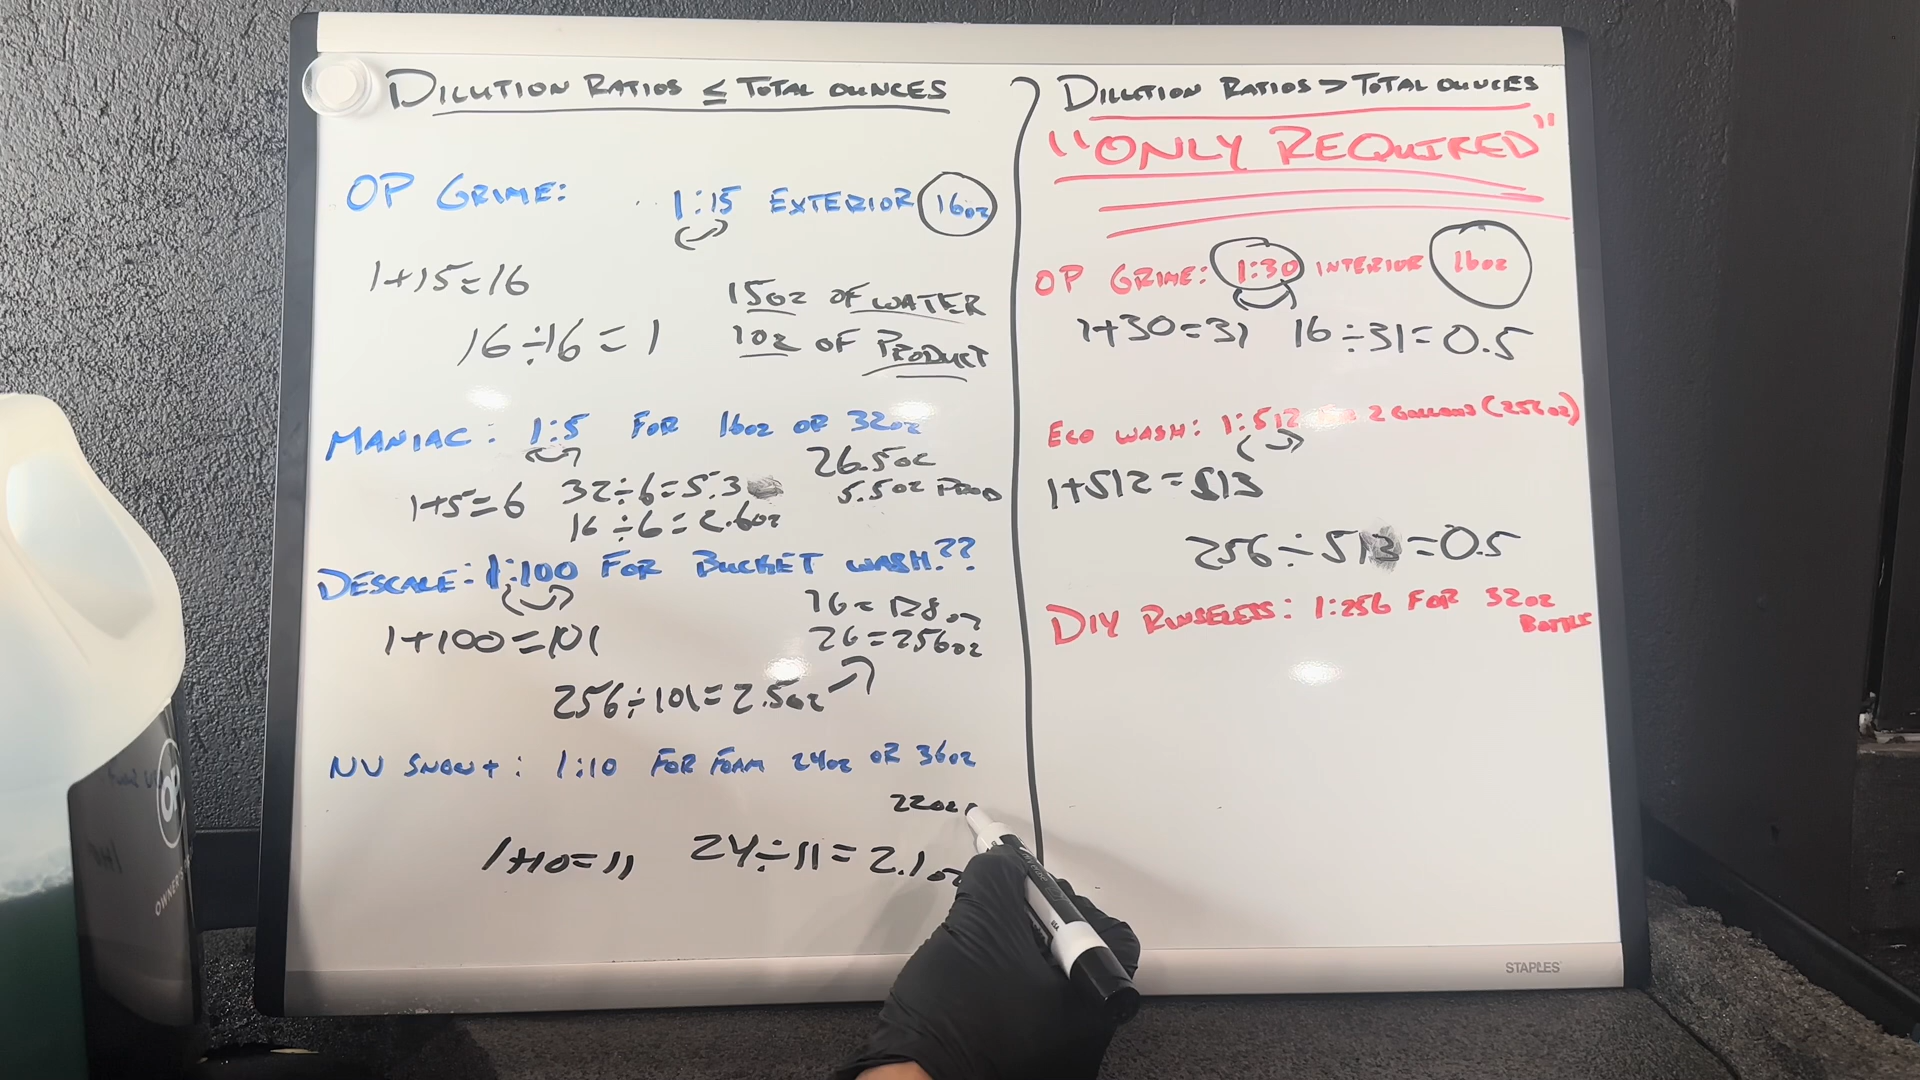 DILUTION RATIOS ≤ TOTAL OUNCES
OP GRIME: 1:15 EXTERIOR 16oz
1+15=16
16÷16=1
15oz OF WATER
1oz OF PRODUCT
MANIAC: 1:5 FOR 16oz OR 32oz
1+5=6
32÷6=5.3
16÷6=2.6oz
26.5oz
5.5oz PROD
DESCALE: 1:100 FOR BUCKET WASH??
1+100=101
1G=128oz
2G=256oz
256÷101=2.5oz
NV SNOW+: 1:10 FOR FOAM 24oz OR 36oz
22oz
1+10=11
24÷11=2.1oz
DILUTION RATIOS > TOTAL OUNCES
"ONLY REQUIRED"
OP GRIME: 1:30 INTERIOR 16oz
1+30=31
16÷31=0.5
ECO WASH: 1:512 2 GALLONS (256oz)
1+512=513
256÷513=0.5
DIY RINSELESS: 1:256 FOR 32oz
BOTTLE
STAPLES
OP